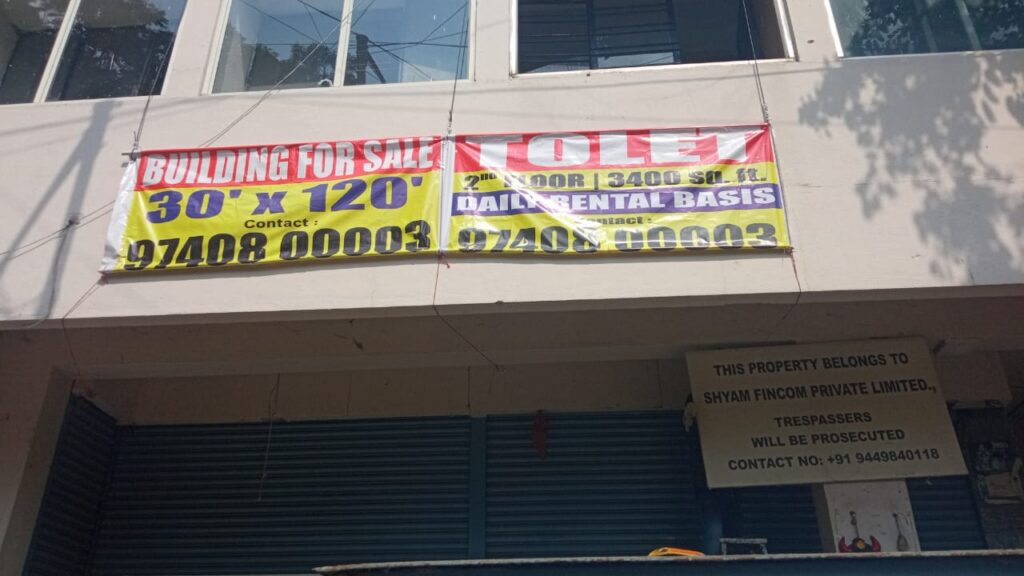 BUILDING FOR SALE
30' x 120'
Contact :
97408 00003
TOLET
2nd FLOOR | 3400 Sq. ft.
DAILY RENTAL BASIS
Contact :
97408 00003
THIS PROPERTY BELONGS TO
SHYAM FINCOM PRIVATE LIMITED.,
TRESPASSERS
WILL BE PROSECUTED
CONTACT NO: +91 9449840118